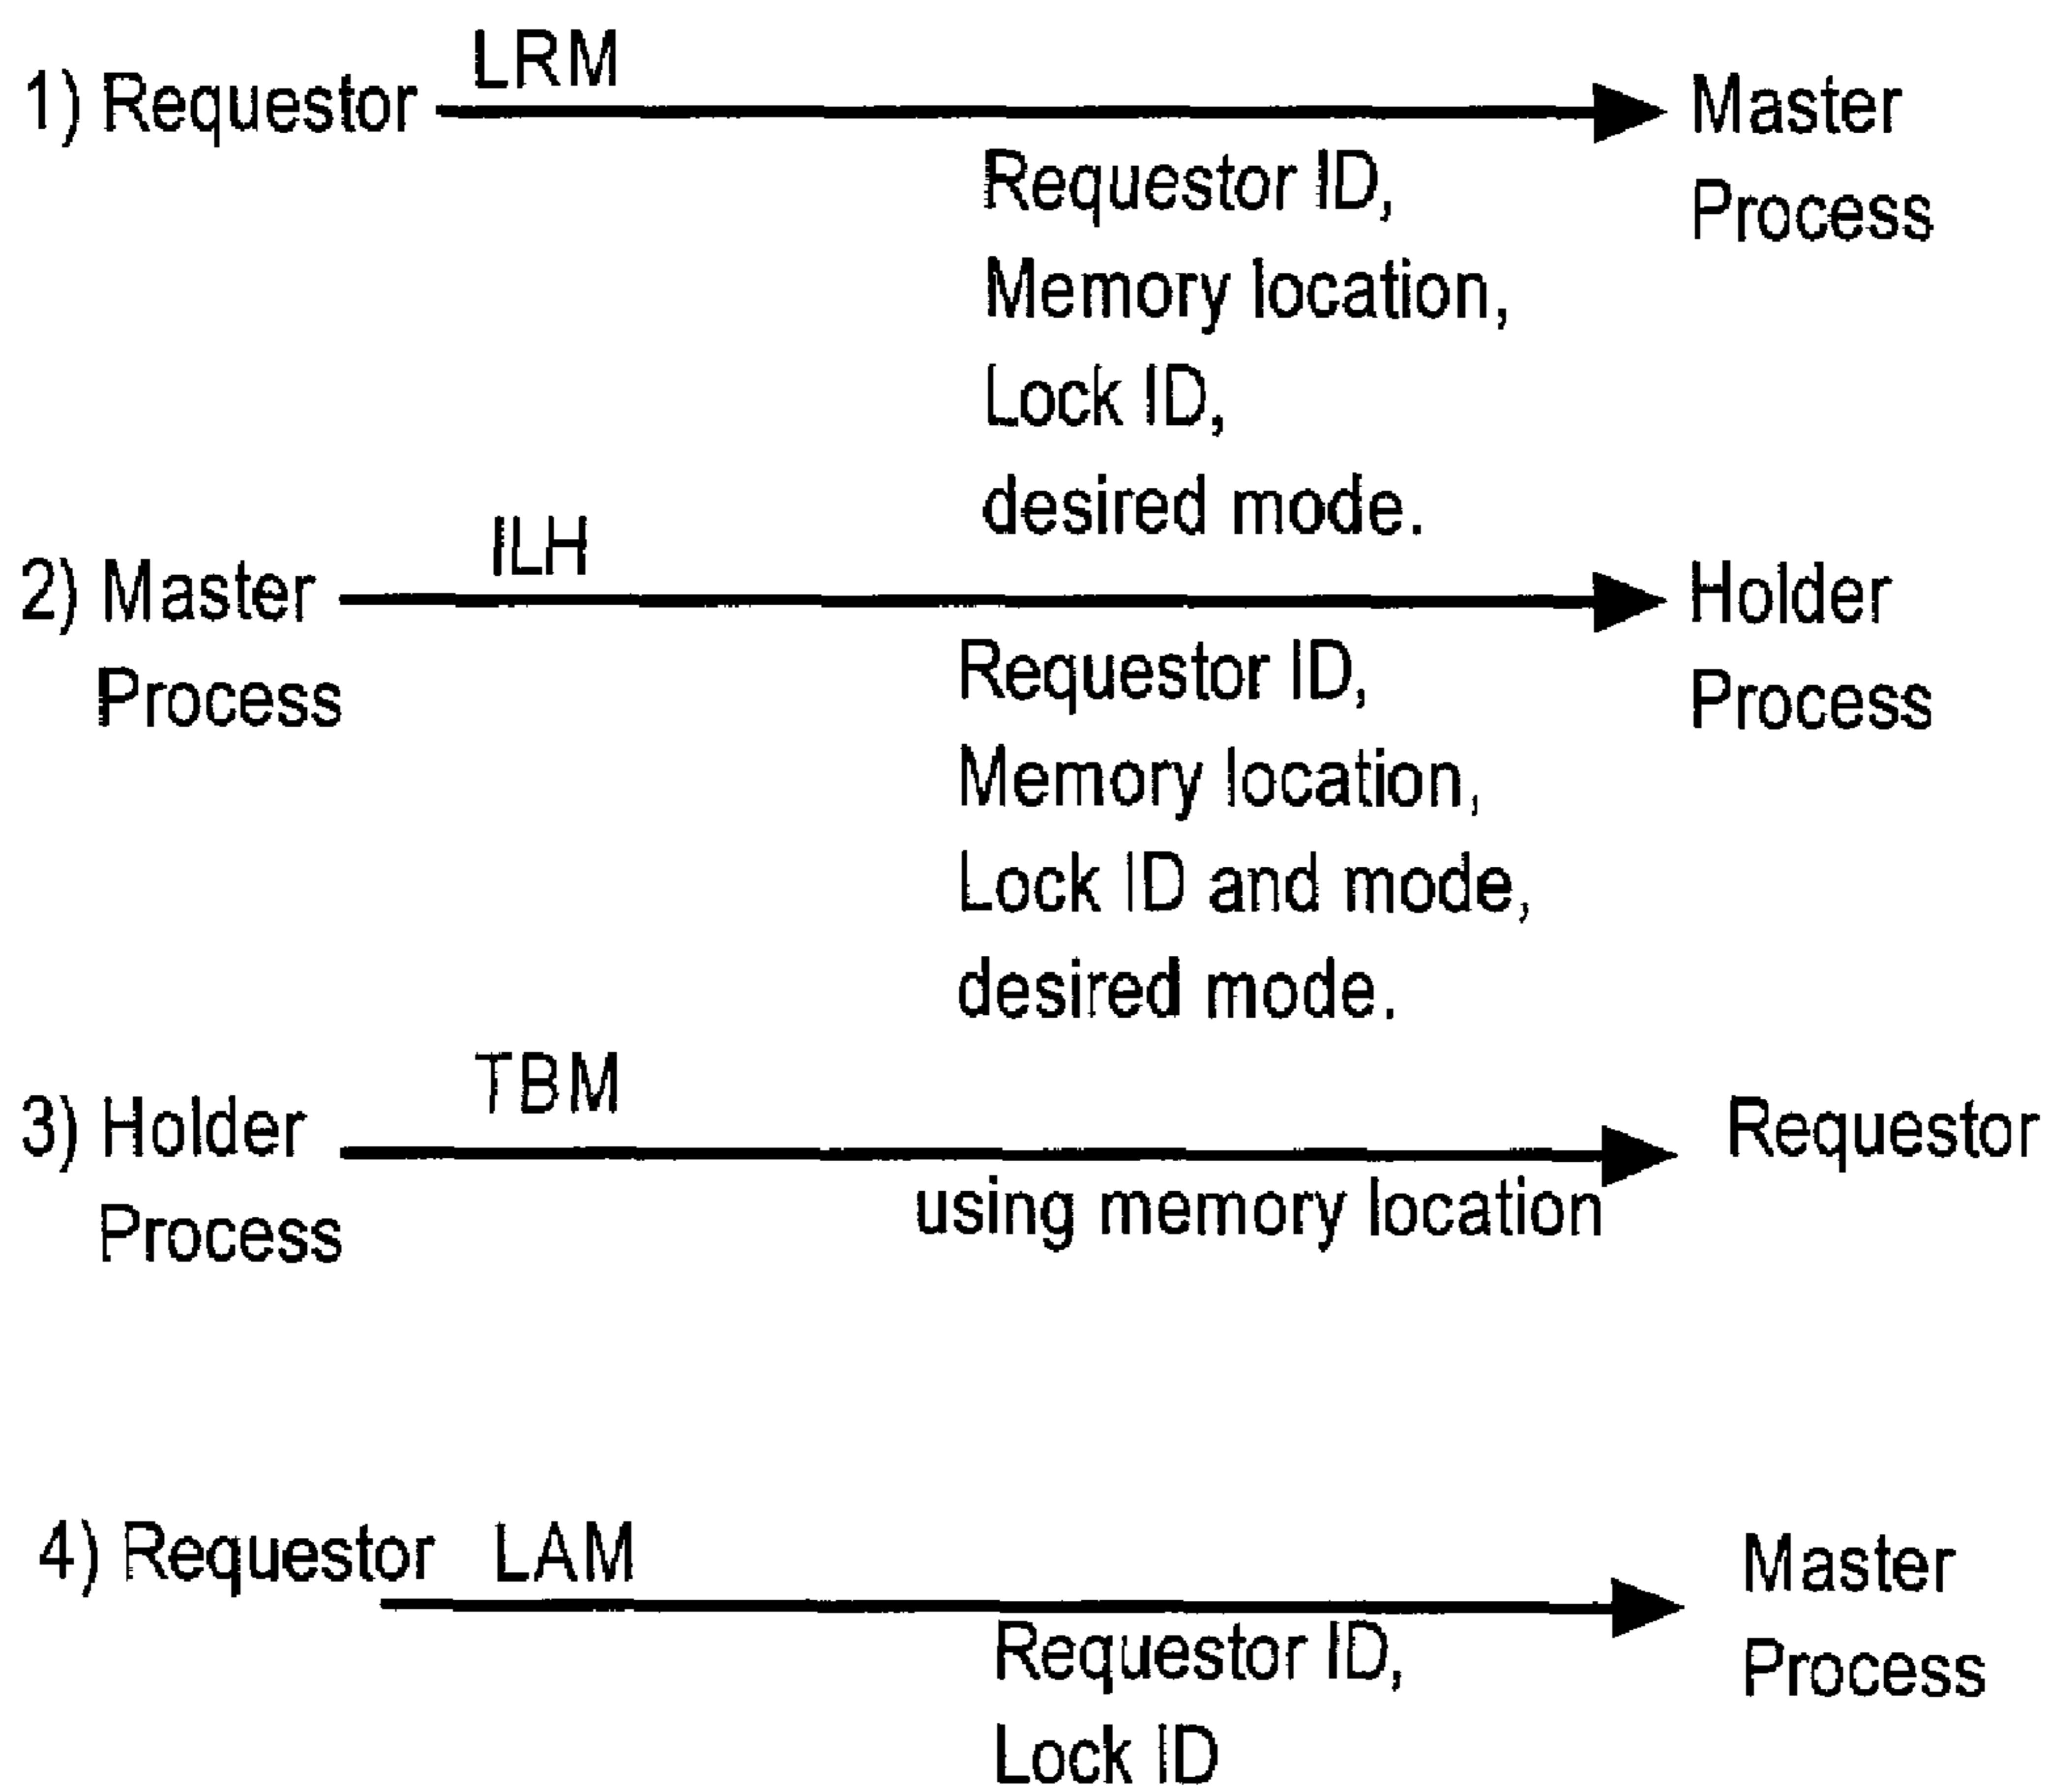 LRM
1) Requestor
Master
Process
Requestor ID,
Memory location,
Lock ID,
desired mode.
ILH
2) Master
Process
Holder
Process
Requestor ID,
Memory location,
Lock ID and mode,
desired mode.
TBM
3) Holder
Process
Requestor
using memory location
4) Requestor
LAM
Master
Process
Requestor ID,
Lock ID